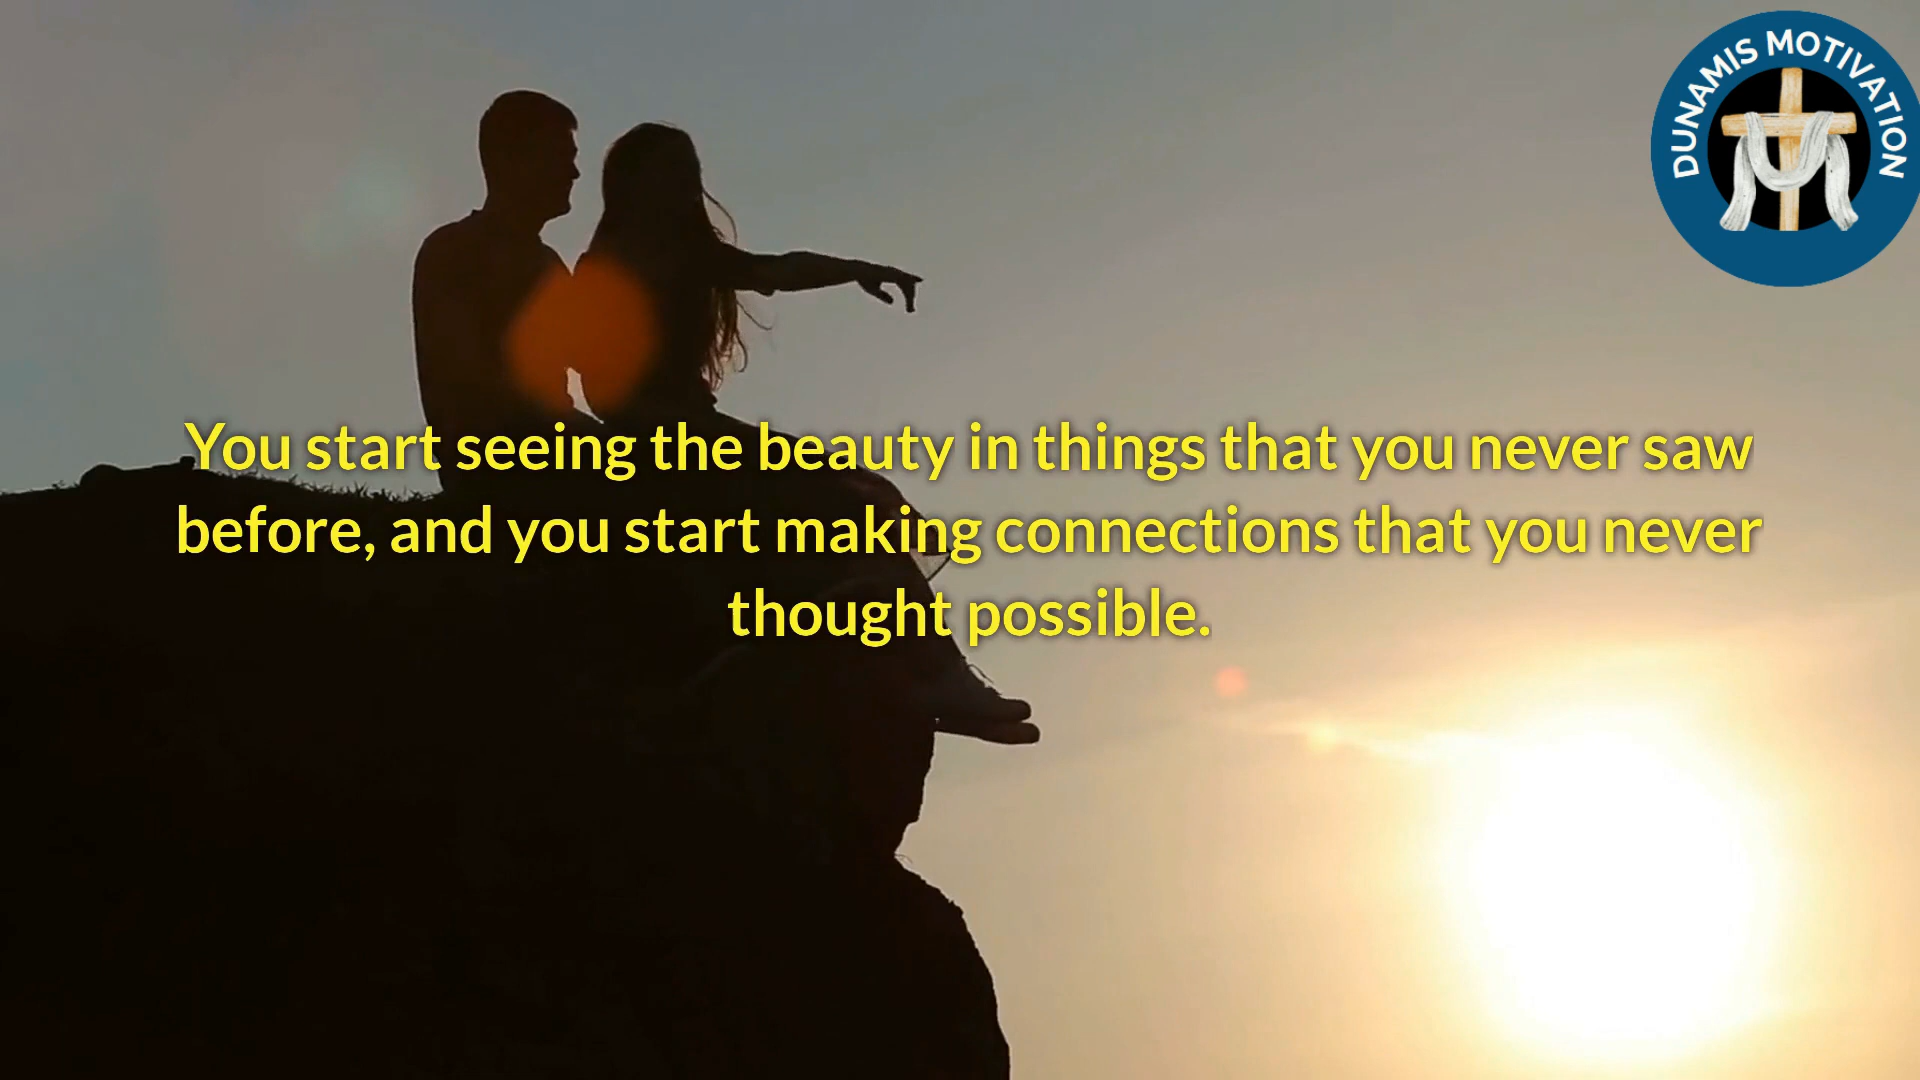 DUNAMIS MOTIVATION
You start seeing the beauty in things that you never saw
before, and you start making connections that you never
thought possible.